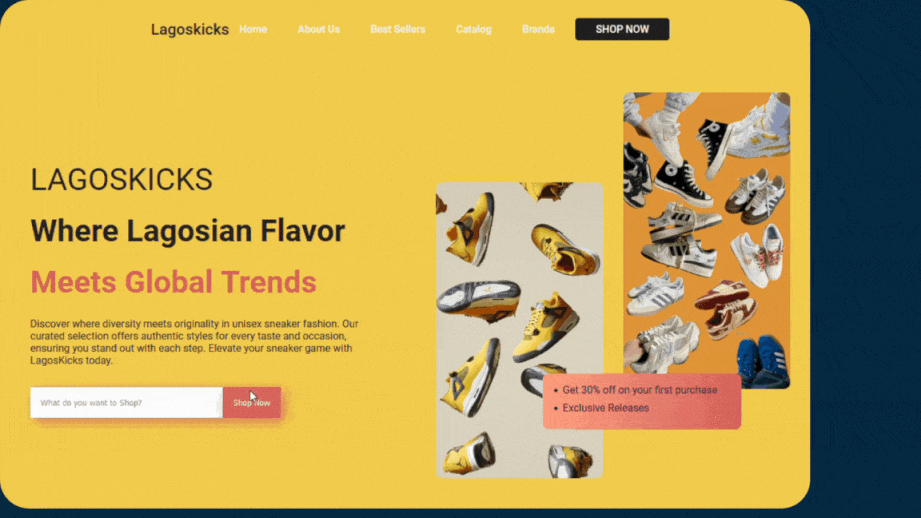 Lagoskicks Home About Us Best Sellers Catalog Brands SHOP NOW
LAGOSKICKS
Where Lagosian Flavor
Meets Global Trends
Discover where diversity meets originality in unisex sneaker fashion. Our
curated selection offers authentic styles for every taste and occasion,
ensuring you stand out with each step. Elevate your sneaker game with
LagosKicks today.
What do you want to Shop? Shop Now
• Get 30% off on your first purchase
• Exclusive Releases